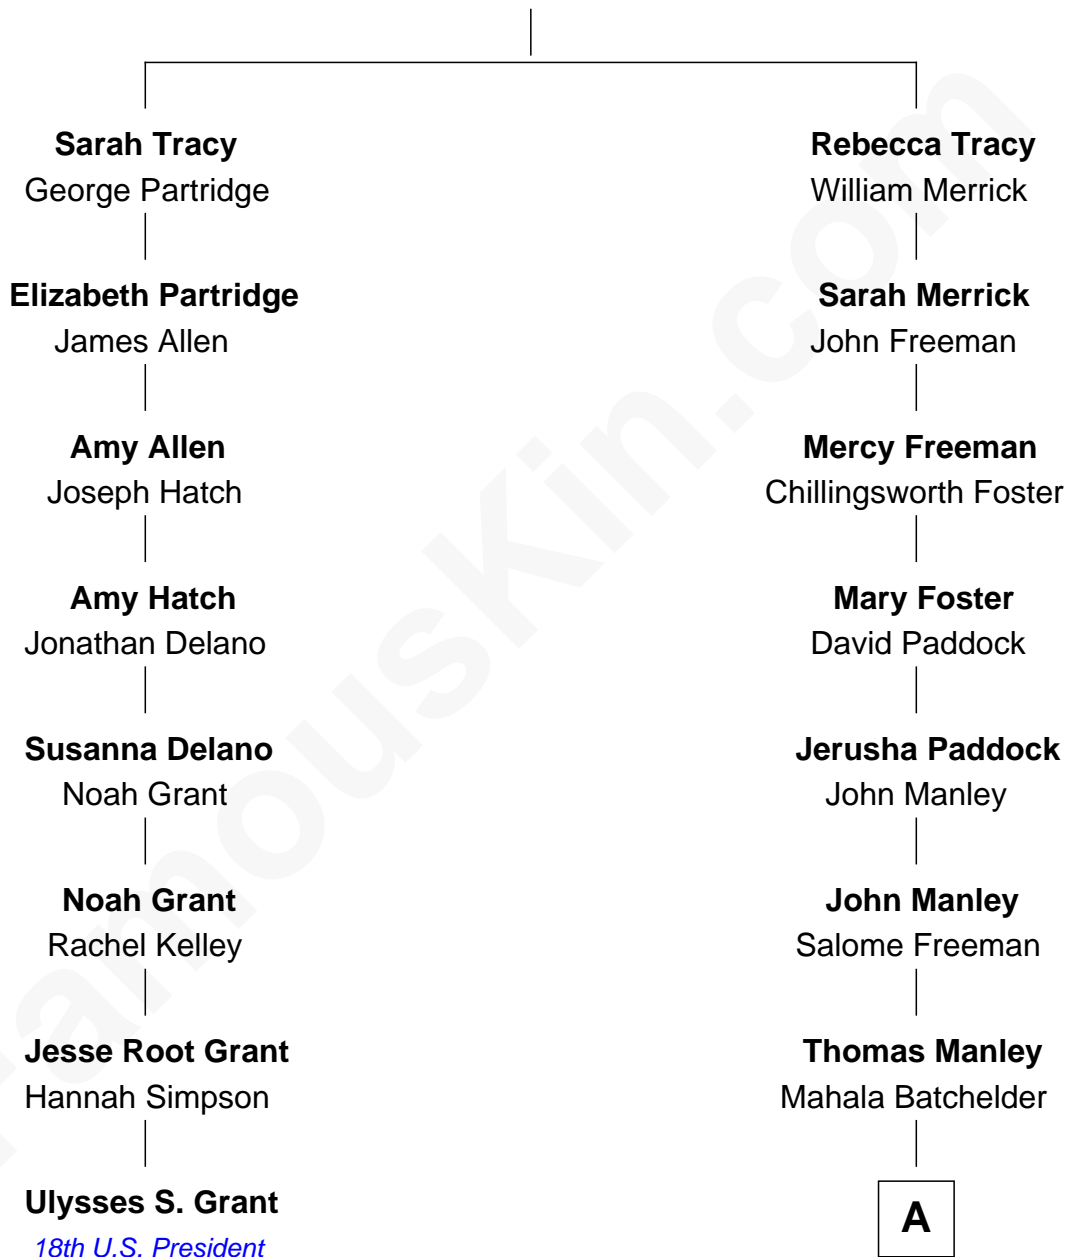 Sarah Tracy
George Partridge
Elizabeth Partridge
James Allen
Amy Allen
Joseph Hatch
Amy Hatch
Jonathan Delano
Susanna Delano
Noah Grant
Noah Grant
Rachel Kelley
Jesse Root Grant
Hannah Simpson
Ulysses S. Grant
18th U.S. President
Rebecca Tracy
William Merrick
Sarah Merrick
John Freeman
Mercy Freeman
Chillingsworth Foster
Mary Foster
David Paddock
Jerusha Paddock
John Manley
John Manley
Salome Freeman
Thomas Manley
Mahala Batchelder
A
FamousKin.com